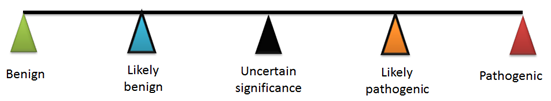 Benign
Likely
benign
Uncertain
significance
Likely
pathogenic
Pathogenic